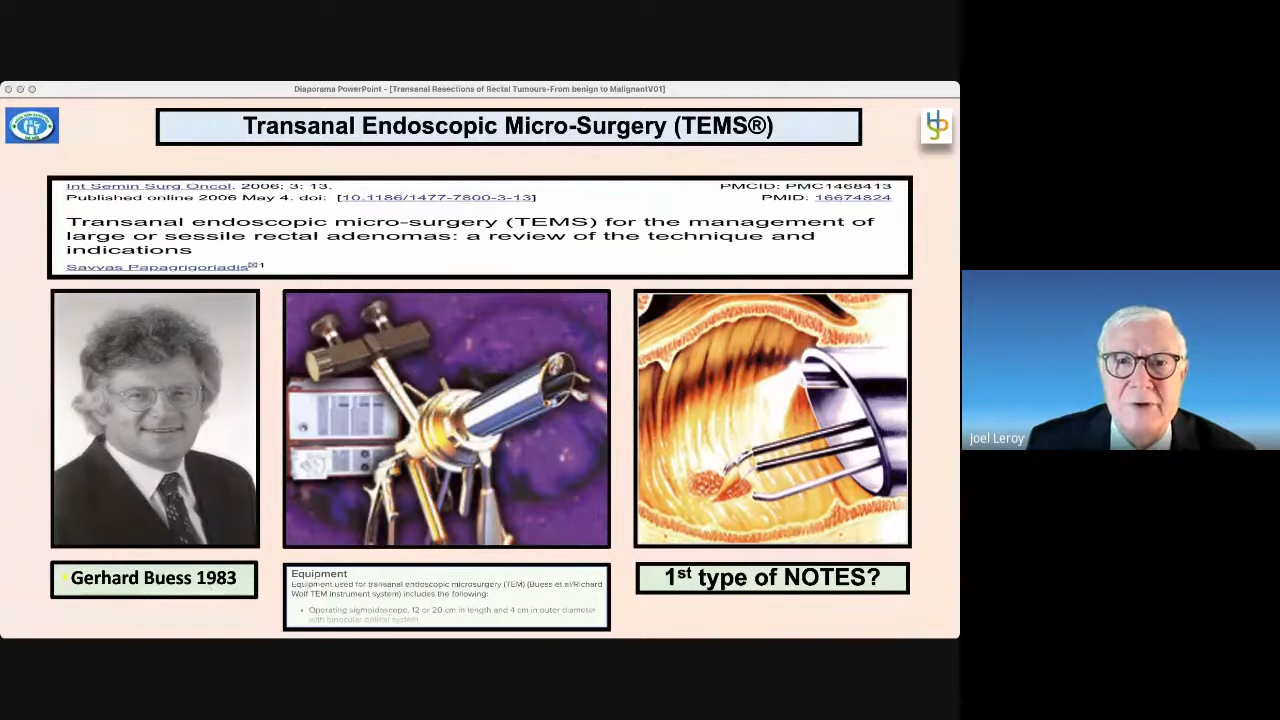 Diaporama PowerPoint - [Transanal Resections of Rectal Tumours-From benign to MalignantV01]
Transanal Endoscopic Micro-Surgery (TEMS®)
Int Semin Surg Oncol. 2006; 3: 13.
PMCID: PMC1468413
Published online 2006 May 4. doi: [10.1186/1477-7800-3-13]
PMID: 16674824
Transanal endoscopic micro-surgery (TEMS) for the management of
large or sessile rectal adenomas: a review of the technique and
indications
Savvas Papagrigoriadis 1
Gerhard Buess 1983
Equipment
Equipment used for transanal endoscopic microsurgery (TEM) (Buess et al/Richard
Wolf TEM instrument system) includes the following:
• Operating sigmoidoscope, 12 or 20 cm in length and 4 cm in outer diameter
with binocular optical system
1st type of NOTES?
Joel Leroy